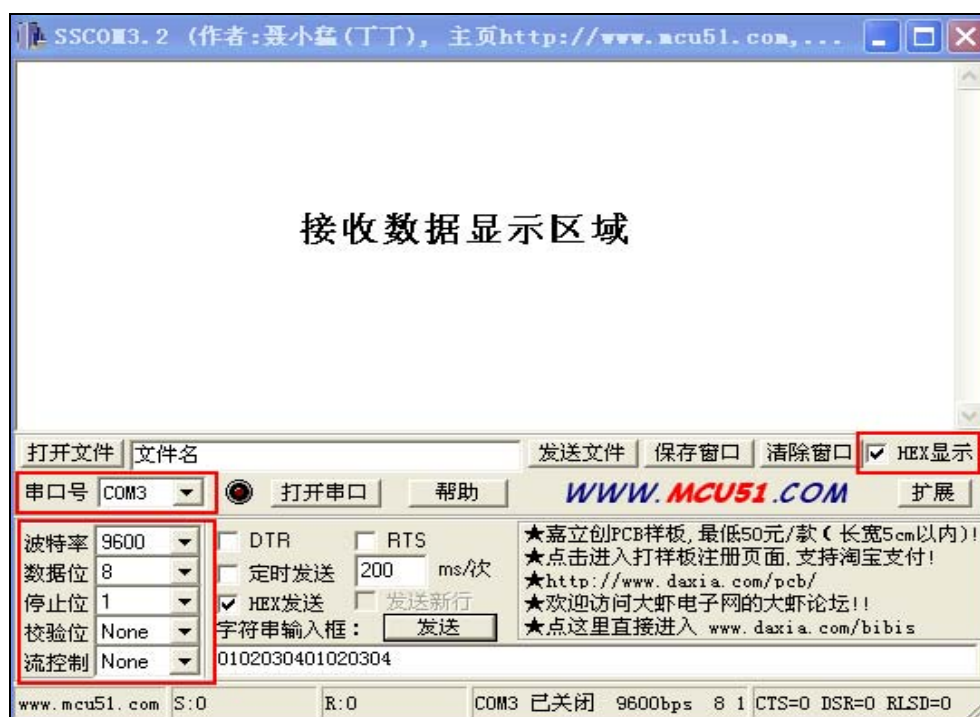 SSCOM3.2 (作者:聂小猛(丁丁), 主页http://www.mcu51.com,...
接收数据显示区域
打开文件 文件名 发送文件 保存窗口 清除窗口 HEX显示
串口号 COM3 打开串口 帮助 WWW.MCU51.COM 扩展
波特率 9600 DTR RTS
数据位 8 定时发送 200 ms/次
停止位 1 HEX发送 发送新行
校验位 None 字符串输入框: 发送
流控制 None 0102030401020304
★嘉立创PCB样板,最低50元/款(长宽5cm以内)!
★点击进入打样板注册页面,支持淘宝支付!
★http://www.daxia.com/pcb/
★欢迎访问大虾电子网的大虾论坛!!
★点这里直接进入 www.daxia.com/bibis
www.mcu51.com S:0 R:0 COM3 已关闭 9600bps 8 1 CTS=0 DSR=0 RLSD=0